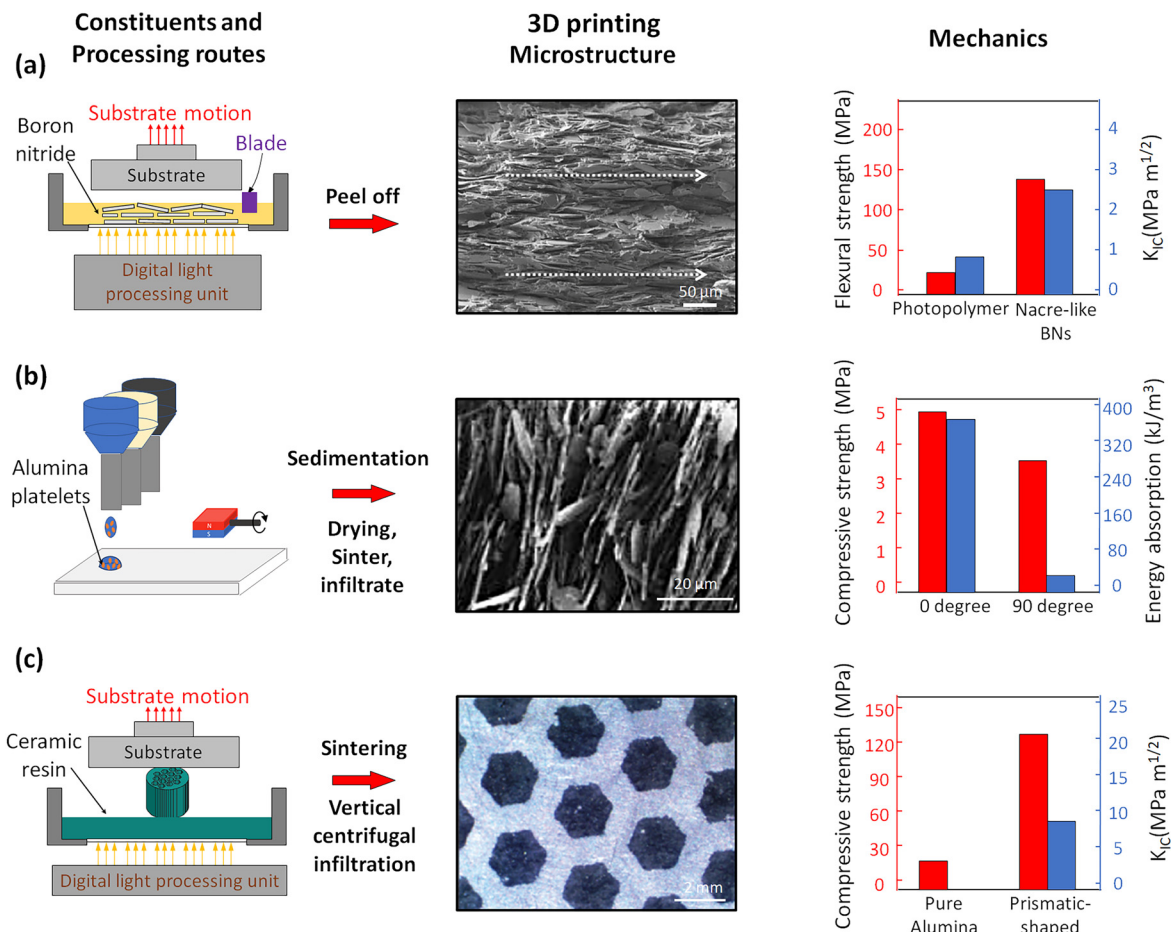 Constituents and
Processing routes
3D printing
Microstructure
Mechanics
(a)
Substrate motion
Boron
nitride
Blade
Substrate
Digital light
processing unit
Peel off
50 μm
Flexural strength (MPa)
200
150
100
50
0
4
3
2
1
0
K_IC(MPa m^1/2)
Photopolymer
Nacre-like
BNs
(b)
Alumina
platelets
N
S
Sedimentation
Drying,
Sinter,
infiltrate
20 μm
Compressive strength (MPa)
5
4
3
2
1
0
400
320
240
160
80
0
Energy absorption (kJ/m³)
0 degree
90 degree
(c)
Substrate motion
Substrate
Ceramic
resin
Digital light processing unit
Sintering
Vertical
centrifugal
infiltration
2 mm
Compressive strength (MPa)
150
120
90
60
30
0
25
20
15
10
5
0
K_IC(MPa m^1/2)
Pure
Alumina
Prismatic-
shaped